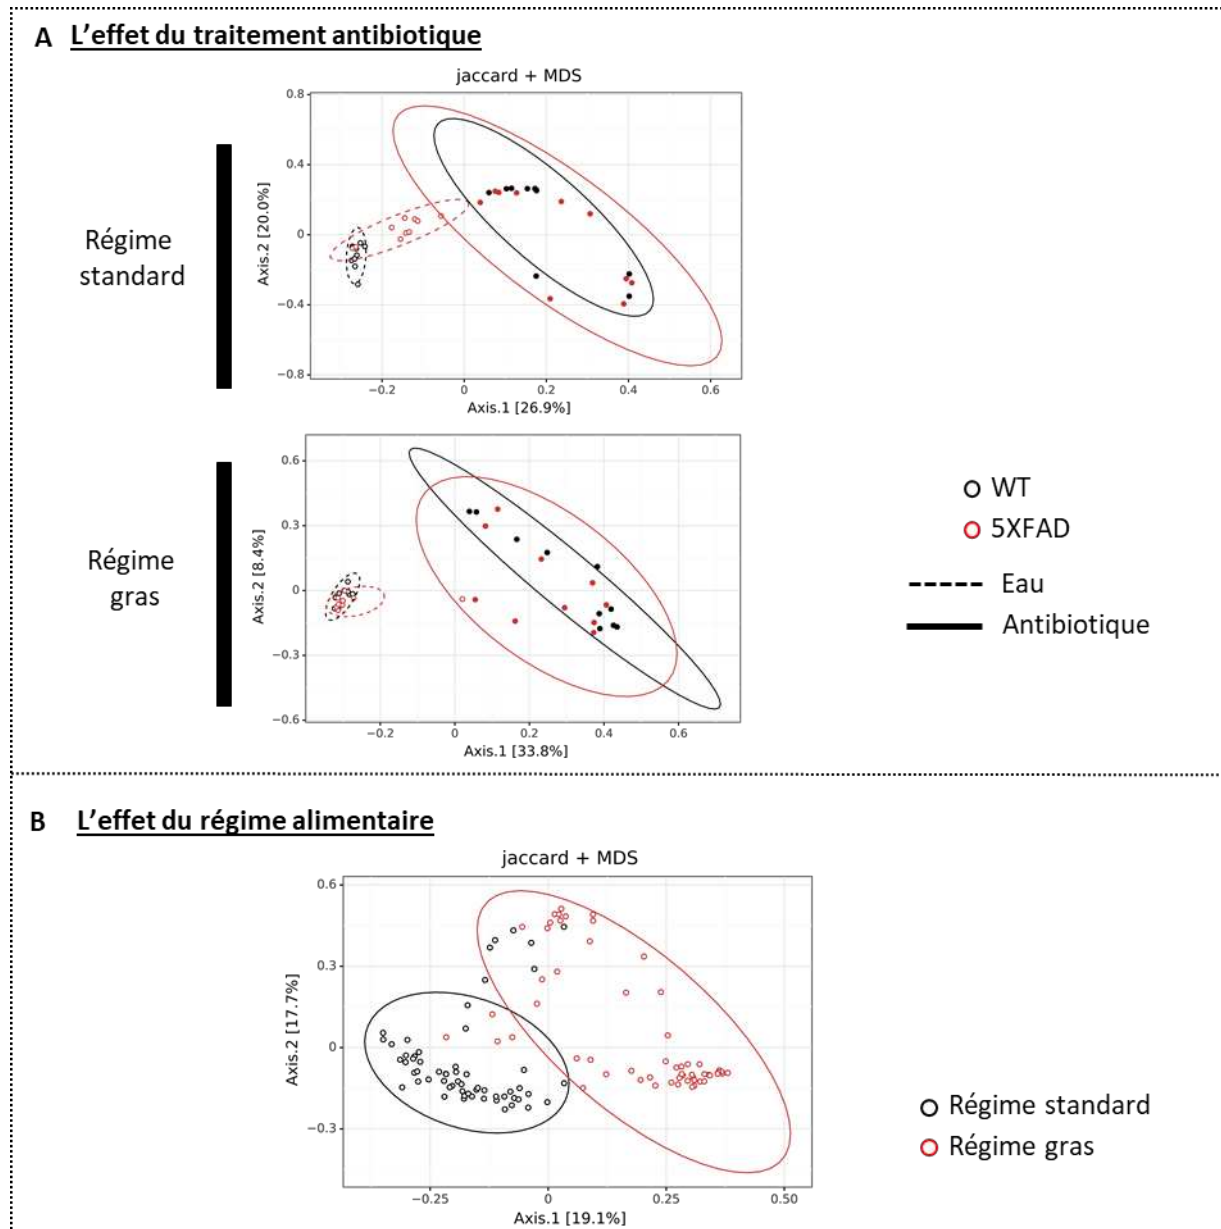 A L'effet du traitement antibiotique
jaccard + MDS
Régime
standard
Axis.2 [20.0%]
0.8
0.4
0
−0.4
−0.8
−0.2 0 0.2 0.4 0.6
Axis.1 [26.9%]
Régime
gras
Axis.2 [8.4%]
0.6
0.3
0
−0.3
−0.6
−0.2 0 0.2 0.4 0.6
Axis.1 [33.8%]
WT
5XFAD
Eau
Antibiotique
B L'effet du régime alimentaire
jaccard + MDS
Axis.2 [17.7%]
0.6
0.3
0
−0.3
−0.25 0 0.25 0.50
Axis.1 [19.1%]
Régime standard
Régime gras